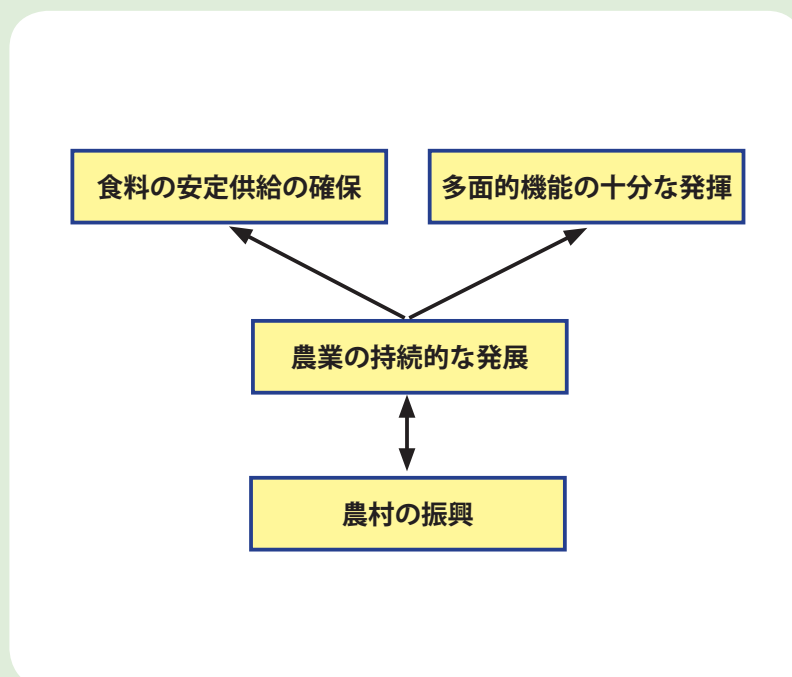 食料の安定供給の確保
多面的機能の十分な発揮
農業の持続的な発展
農村の振興